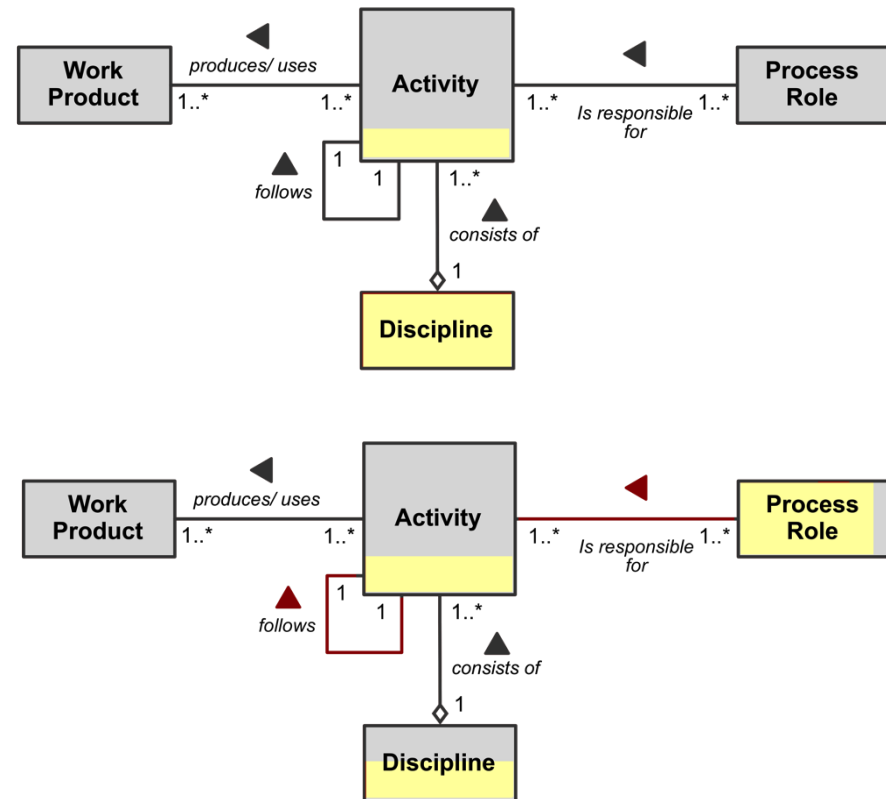 Work
Product
produces/ uses
1..*
1..*
Activity
1..*
Is responsible
for
1..*
Process
Role
1
1
follows
1..*
consists of
1
Discipline
Work
Product
produces/ uses
1..*
1..*
Activity
1..*
Is responsible
for
1..*
Process
Role
1
1
follows
1..*
consists of
1
Discipline